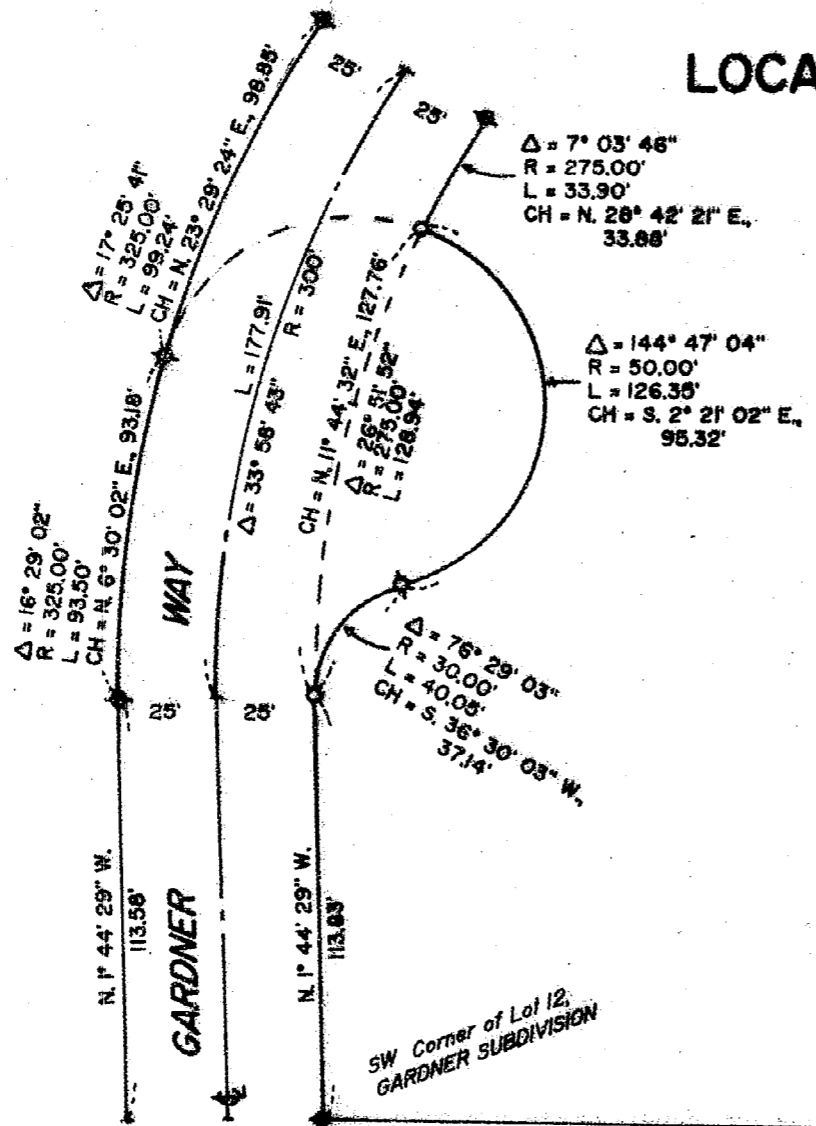 LOCA
25'
25'
Δ = 7° 03' 46"
R = 275.00'
L = 33.90'
CH = N. 28° 42' 21" E.,
33.88'
Δ = 17° 25' 41"
R = 325.00'
L = 99.24'
CH = N. 23° 29' 24" E., 98.85'
L = 177.91'
R = 300'
Δ = 33° 58' 43"
CH = N. 11° 44' 32" E., 127.76'
Δ = 26° 51' 52"
R = 275.00'
L = 128.94'
Δ = 144° 47' 04"
R = 50.00'
L = 126.35'
CH = S. 2° 21' 02" E.,
95.32'
Δ = 16° 29' 02"
R = 325.00'
L = 93.50'
CH = N. 6° 30' 02" E., 93.18'
Δ = 76° 29' 03"
R = 30.00'
L = 40.05'
CH = S. 36° 30' 03" W.,
37.14'
25'
25'
GARDNER WAY
N. 1° 44' 29" W.
113.58'
N. 1° 44' 29" W.
113.83'
SW Corner of Lot 12,
GARDNER SUBDIVISION